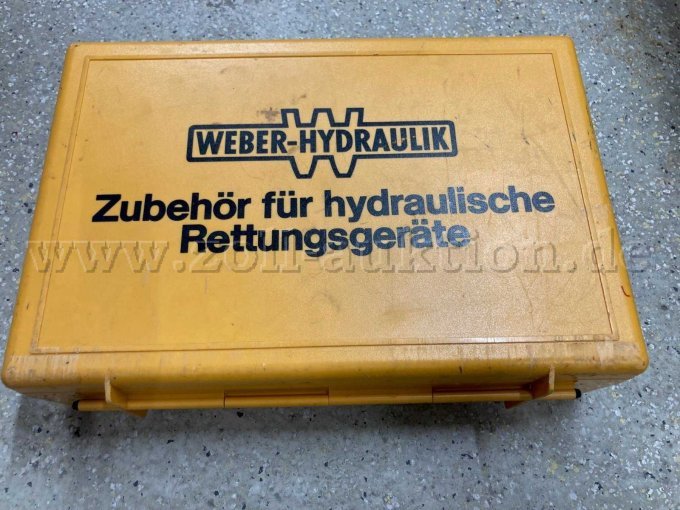 WEBER-HYDRAULIK
Zubehör für hydraulische
Rettungsgeräte
www.zoll-auktion.de